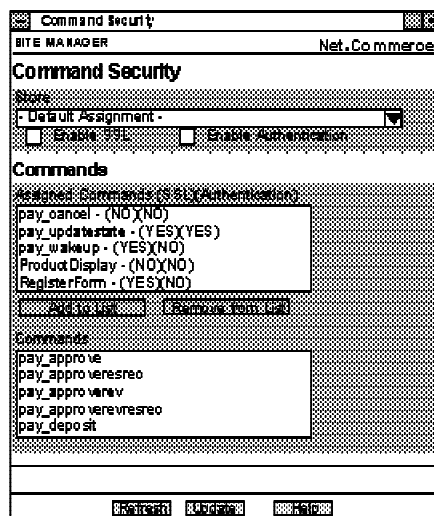 Command Security
SITE MANAGER
Net.Commerce
Command Security
Store
- Default Assignment -
Enable SSL Enable Authentication
Commands
Assigned Commands (SSL)(Authentication)
pay_cancel - (NO)(NO)
pay_updatestate - (YES)(YES)
pay_wakeup - (YES)(NO)
ProductDisplay - (NO)(NO)
RegisterForm - (YES)(NO)
Add to List Remove from List
Commands
pay_approve
pay_approveresreo
pay_approverev
pay_approverevresreo
pay_deposit
Refresh Update Help